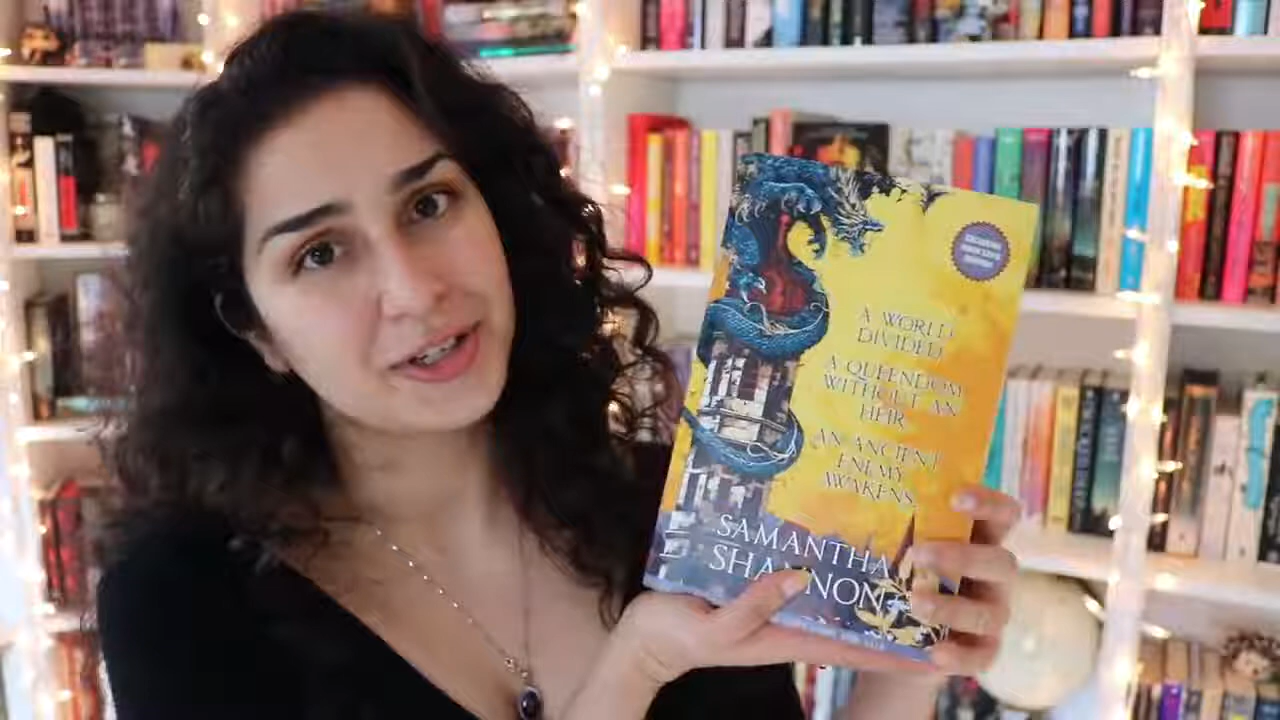 A WORLD
DIVIDED
A QUEENDOM
WITHOUT AN
HEIR
AN ANCIENT
ENEMY
AWAKENS
SAMANTHA
SHANNON